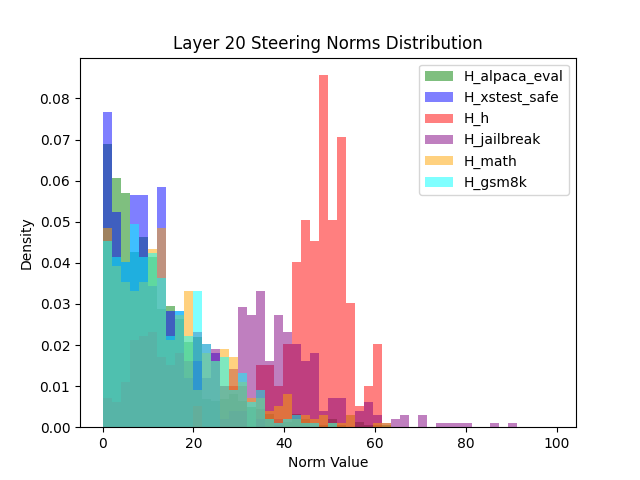 Layer 20 Steering Norms Distribution
H_alpaca_eval
H_xstest_safe
H_h
H_jailbreak
H_math
H_gsm8k
Density
0.08
0.07
0.06
0.05
0.04
0.03
0.02
0.01
0.00
0 20 40 60 80 100
Norm Value